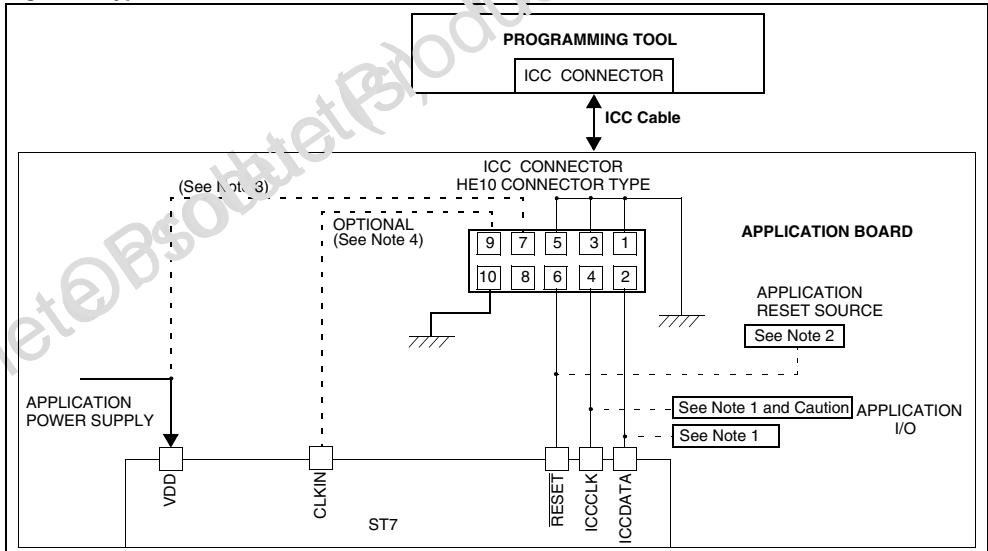 PROGRAMMING TOOL
ICC CONNECTOR
ICC Cable
ICC CONNECTOR
HE10 CONNECTOR TYPE
(See Note 3)
OPTIONAL
(See Note 4)
9 7 5 3 1
10 8 6 4 2
APPLICATION BOARD
APPLICATION
RESET SOURCE
See Note 2
APPLICATION
POWER SUPPLY
See Note 1 and Caution
See Note 1
APPLICATION
I/O
VDD
CLKIN
RESET
ICCCLK
ICCDATA
ST7